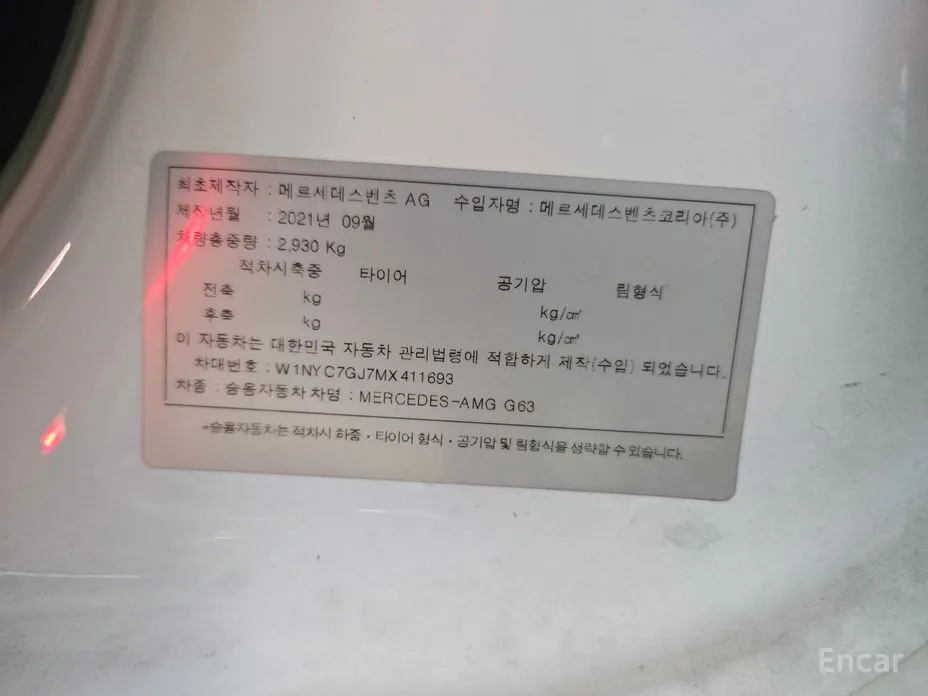 최초제작자 : 메르세데스벤츠 AG 수입자명 : 메르세데스벤츠코리아(주)
제작년월 : 2021년 09월
차량총중량 : 2,930 Kg
적차시축중 타이어 공기압 림형식
전축 kg kg/㎠
후축 kg kg/㎠
이 자동차는 대한민국 자동차 관리법령에 적합하게 제작(수입) 되었습니다.
차대번호 : W1NYC7GJ7MX411693
차종 : 승용자동차 차명 : MERCEDES-AMG G63
*승용자동차는 적차시 하중·타이어 형식·공기압 및 림형식을 생략할 수 있습니다.
Encar